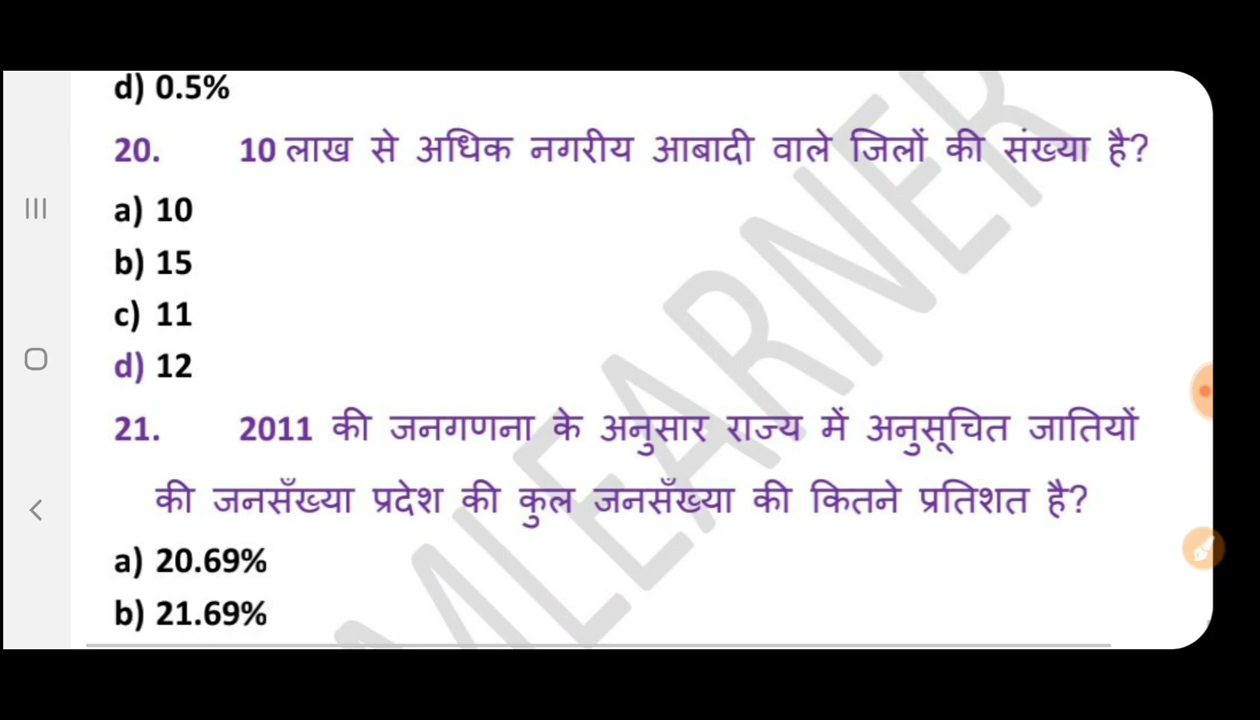 d) 0.5%
20. 10 लाख से अधिक नगरीय आबादी वाले जिलों की संख्या है?
a) 10
b) 15
c) 11
d) 12
21. 2011 की जनगणना के अनुसार राज्य में अनुसूचित जातियों
की जनसँख्या प्रदेश की कुल जनसँख्या की कितने प्रतिशत है?
a) 20.69%
b) 21.69%
MLEARNER